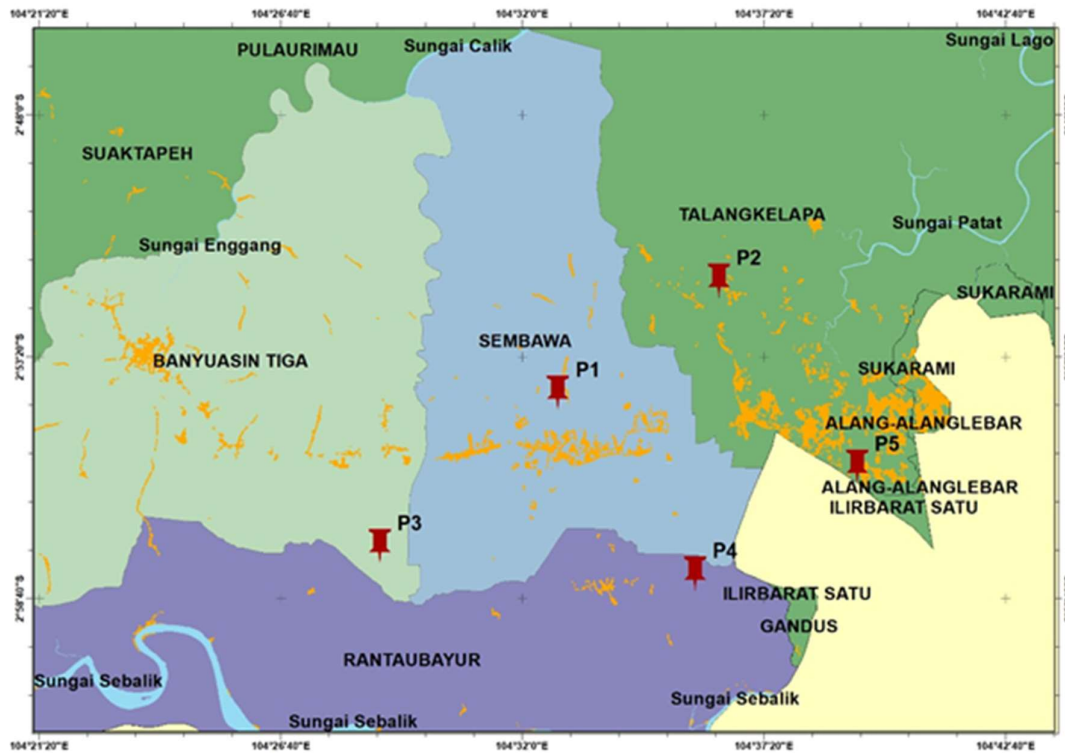 104°21'20"E 104°26'40"E 104°32'0"E 104°37'20"E 104°42'40"E
PULAURIMAU
Sungai Calik
Sungai Lago
2°48'0"S
SUAKTAPEH
TALANGKELAPA
Sungai Patat
Sungai Enggang
P2
SUKARAMI
SEMBAWA
2°53'20"S
BANYUASIN TIGA
P1
SUKARAMI
ALANG-ALANGLEBAR
P5
ALANG-ALANGLEBAR
ILIRBARAT SATU
P3
P4
2°58'40"S
ILIRBARAT SATU
GANDUS
RANTAUBAYUR
Sungai Sebalik
Sungai Sebalik
Sungai Sebalik
104°21'20"E 104°26'40"E 104°32'0"E 104°37'20"E 104°42'40"E